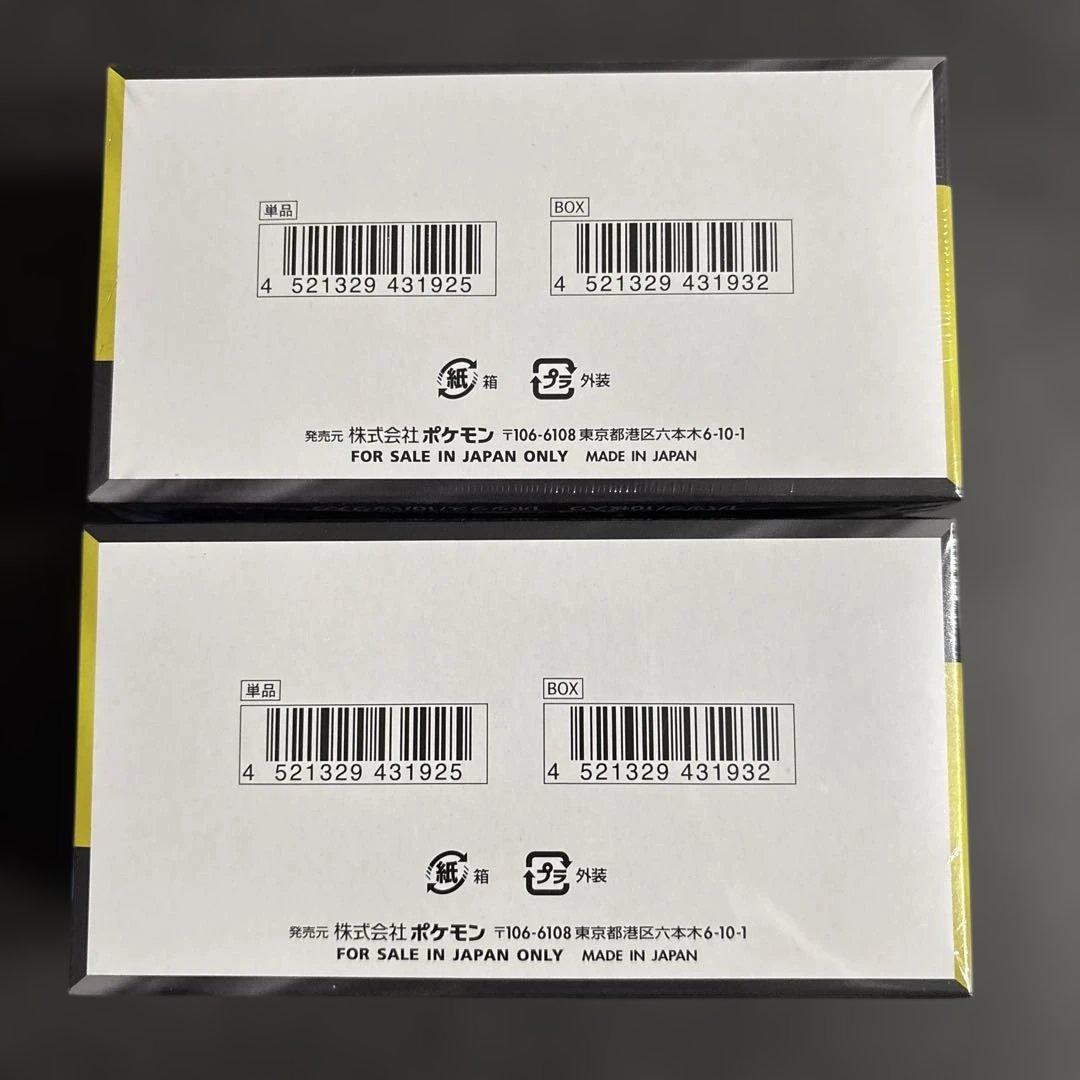 単品
BOX
4 521329 431925
4 521329 431932
紙 箱
プラ 外装
発売元 株式会社ポケモン 〒106-6108 東京都港区六本木6-10-1
FOR SALE IN JAPAN ONLY MADE IN JAPAN
単品
BOX
4 521329 431925
4 521329 431932
紙 箱
プラ 外装
発売元 株式会社ポケモン 〒106-6108 東京都港区六本木6-10-1
FOR SALE IN JAPAN ONLY MADE IN JAPAN